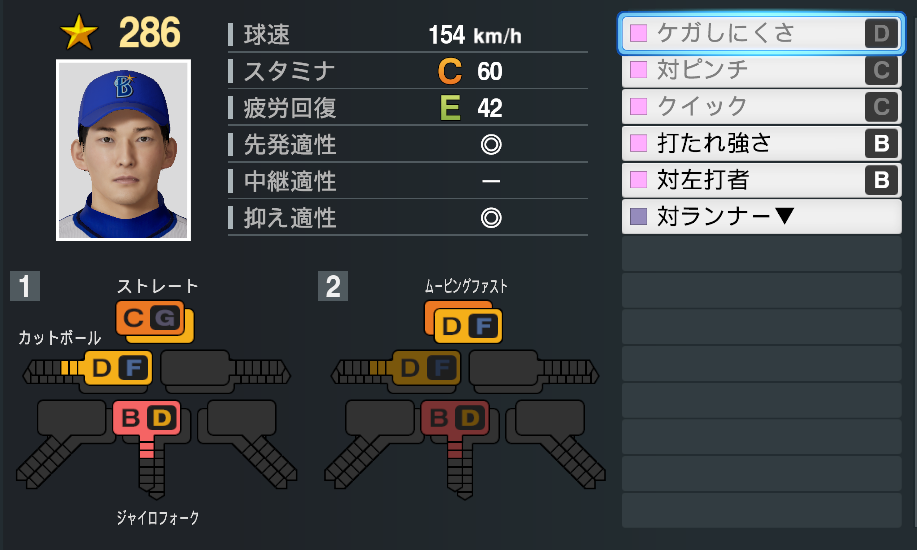 286
球速 154 km/h
スタミナ C 60
疲労回復 E 42
先発適性 ◎
中継適性 ー
抑え適性 ◎
B
ケガしにくさ D
対ピンチ C
クイック C
打たれ強さ B
対左打者 B
対ランナー▼
1
ストレート
C G
カットボール
D F
B D
ジャイロフォーク
2
ムービングファスト
D F
D F
B D